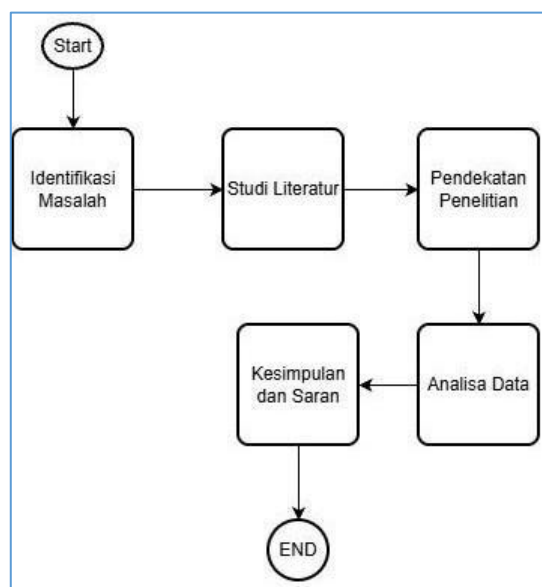 Start
Identifikasi
Masalah
Studi Literatur
Pendekatan
Penelitian
Analisa Data
Kesimpulan
dan Saran
END